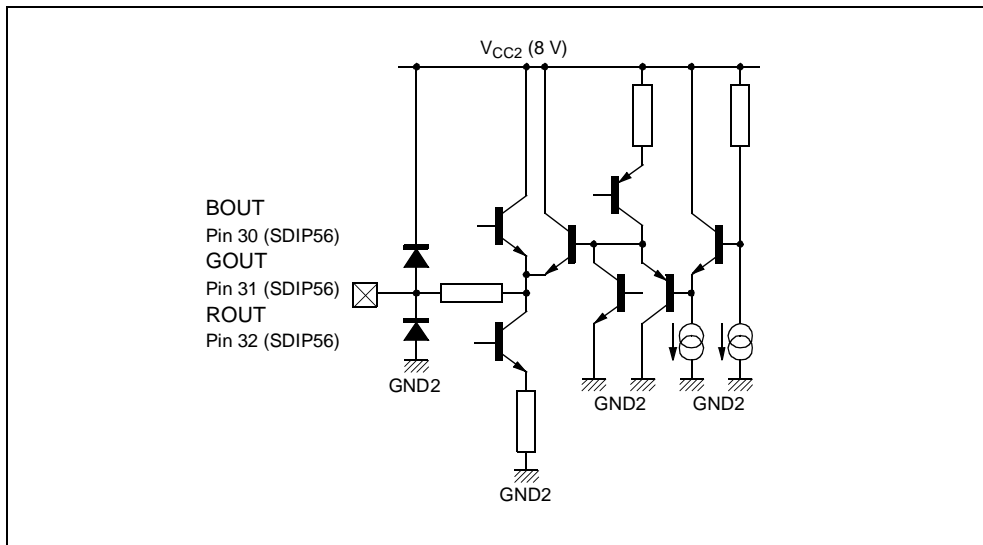 VCC2 (8 V)
BOUT
Pin 30 (SDIP56)
GOUT
Pin 31 (SDIP56)
ROUT
Pin 32 (SDIP56)
GND2
GND2
GND2
GND2